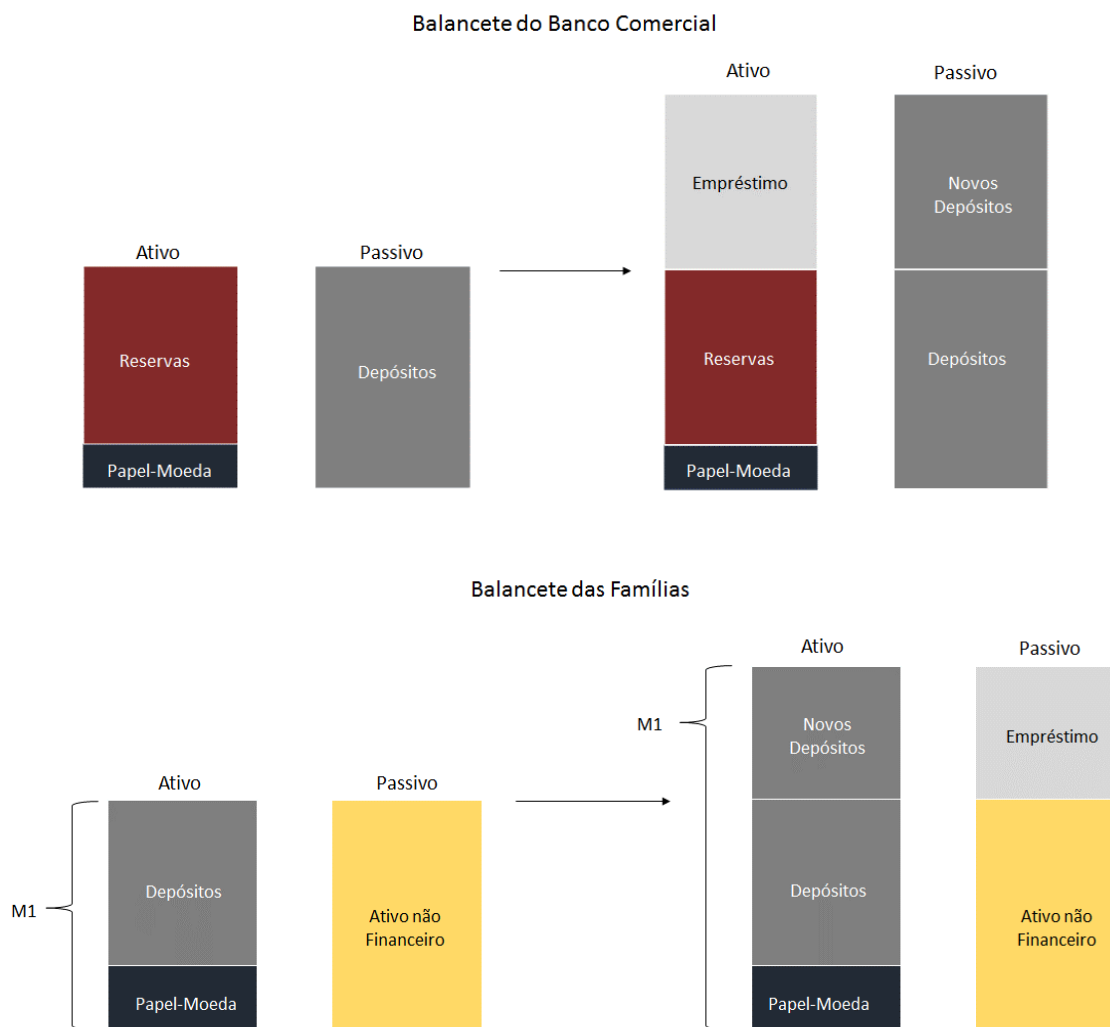 Balancete do Banco Comercial
Ativo
Passivo
Reservas
Depósitos
Papel-Moeda
Ativo
Passivo
Empréstimo
Novos
Depósitos
Reservas
Depósitos
Papel-Moeda
Balancete das Famílias
Ativo
Passivo
M1
Depósitos
Ativo não
Financeiro
Papel-Moeda
Ativo
Passivo
M1
Novos
Depósitos
Empréstimo
Depósitos
Ativo não
Financeiro
Papel-Moeda